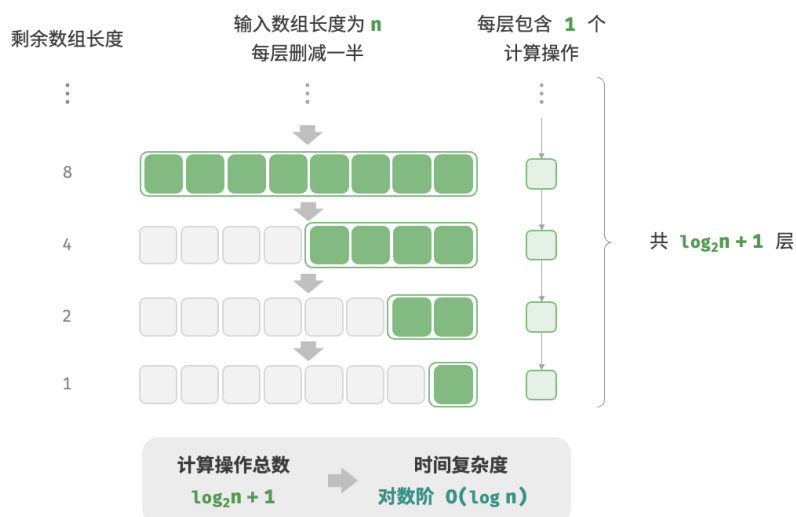 剩余数组长度
输入数组长度为 n
每层删减一半
每层包含 1 个
计算操作
8
4
2
1
共 log₂n + 1 层
计算操作总数
log₂n + 1
时间复杂度
对数阶 O(log n)